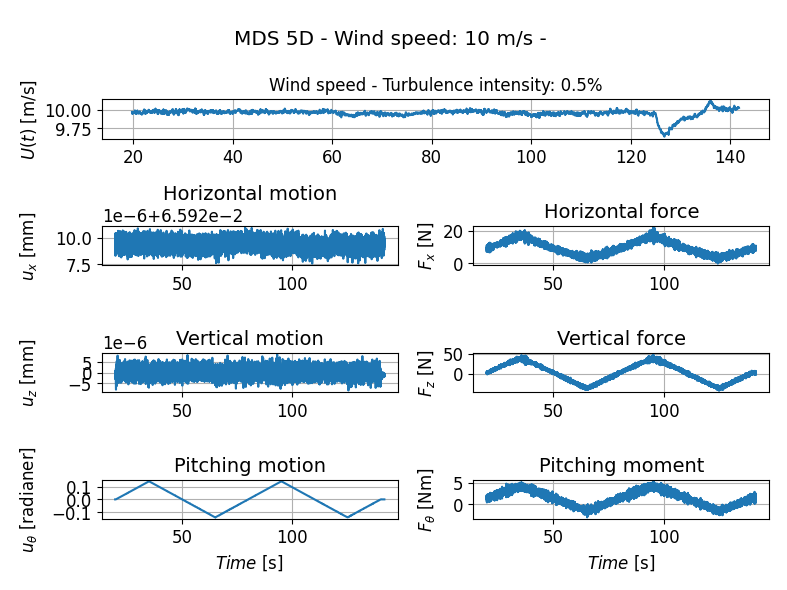 MDS 5D - Wind speed: 10 m/s -
Wind speed - Turbulence intensity: 0.5%
U(t) [m/s]
10.00
9.75
20 40 60 80 100 120 140
Horizontal motion
1e-6+6.592e-2
u_x [mm]
10.0
7.5
50 100
Horizontal force
F_x [N]
20
0
50 100
Vertical motion
1e-6
u_z [mm]
5
0
−5
50 100
Vertical force
F_z [N]
50
0
50 100
Pitching motion
u_θ [radianer]
0.1
0.0
−0.1
50 100
Time [s]
Pitching moment
F_θ [Nm]
5
0
50 100
Time [s]